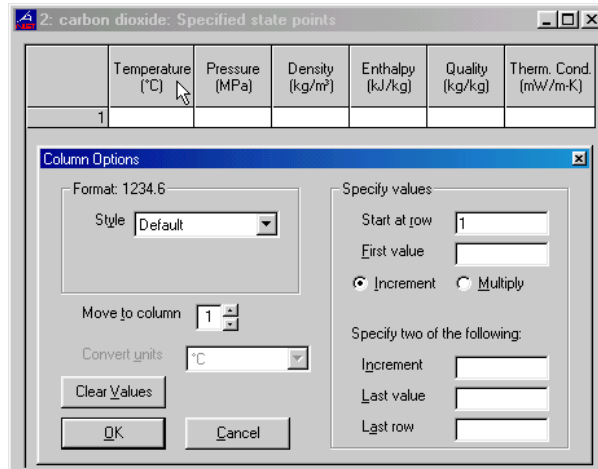 2: carbon dioxide: Specified state points
Temperature Pressure Density Enthalpy Quality Therm. Cond.
(°C) (MPa) (kg/m³) (kJ/kg) (kg/kg) (mW/m-K)
1
Column Options
Format: 1234.6
Style Default
Move to column 1
Convert units °C
Clear Values
OK Cancel
Specify values
Start at row 1
First value
Increment Multiply
Specify two of the following:
Increment
Last value
Last row